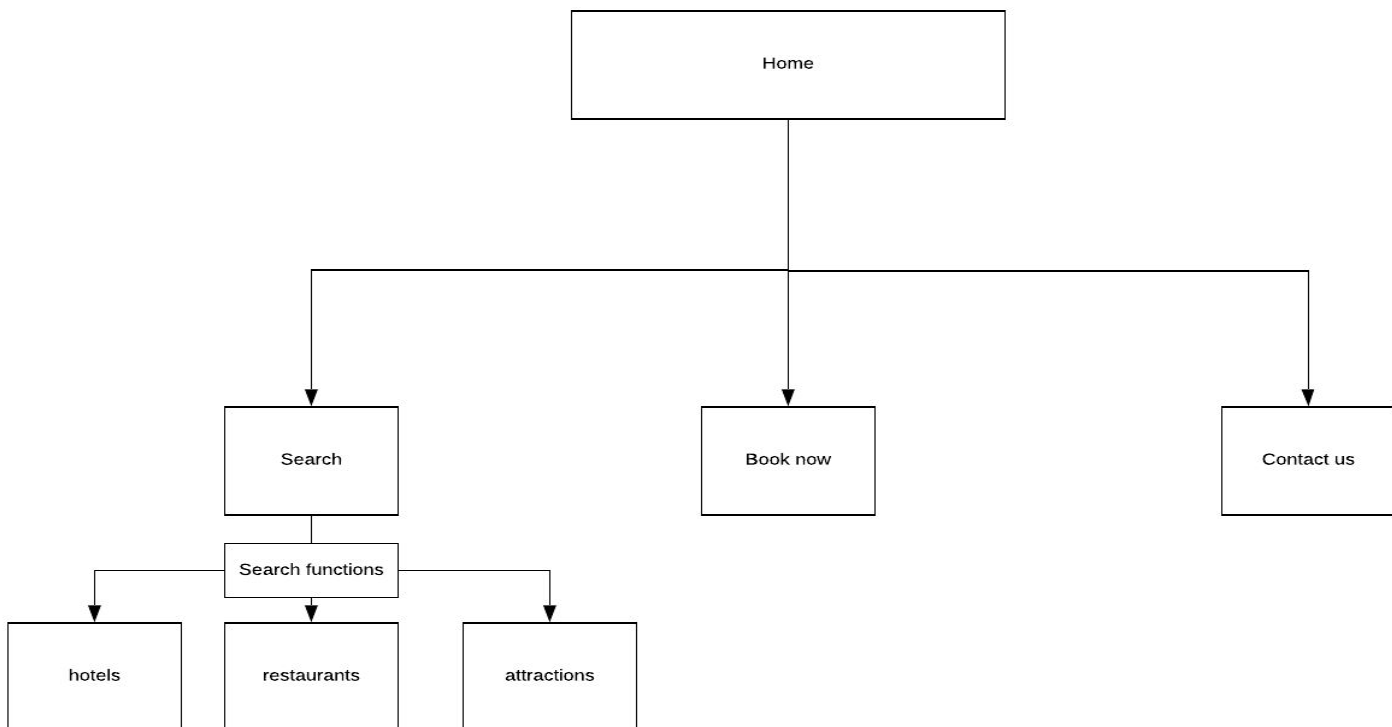 Home
Search
Book now
Contact us
Search functions
hotels
restaurants
attractions